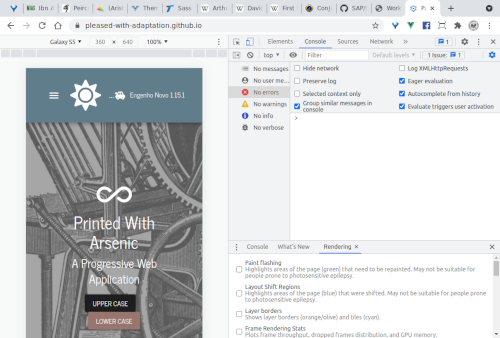 Ibn A
Peirc
(Aris
Ther
Sass
Arth
Davi
First
Conj
SAP/
Work
Pa
pleased-with-adaptation.github.io
Galaxy S5 360 × 640 100%
Elements Console Sources 1
top Filter Default levels 1 Issue: 1
No messages
No user me...
No errors
No warnings
No info
No verbose
Hide network
Log XMLHttpRequests
Preserve log
Eager evaluation
Selected context only
Autocomplete from history
Group similar messages in console
Evaluate triggers user activation
Engenho Novo 1.15.1
Printed With
Arsenic
A Progressive Web
Application
UPPER CASE
LOWER CASE
Console What's New Rendering
Paint flashing
Highlights areas of the page (green) that need to be repainted. May not be suitable for
people prone to photosensitive epilepsy.
Layout Shift Regions
Highlights areas of the page (blue) that were shifted. May not be suitable for people prone
to photosensitive epilepsy.
Layer borders
Shows layer borders (orange/olive) and tiles (cyan).
Frame Rendering Stats
Plots frame throughput, dropped frames distribution, and GPU memory.